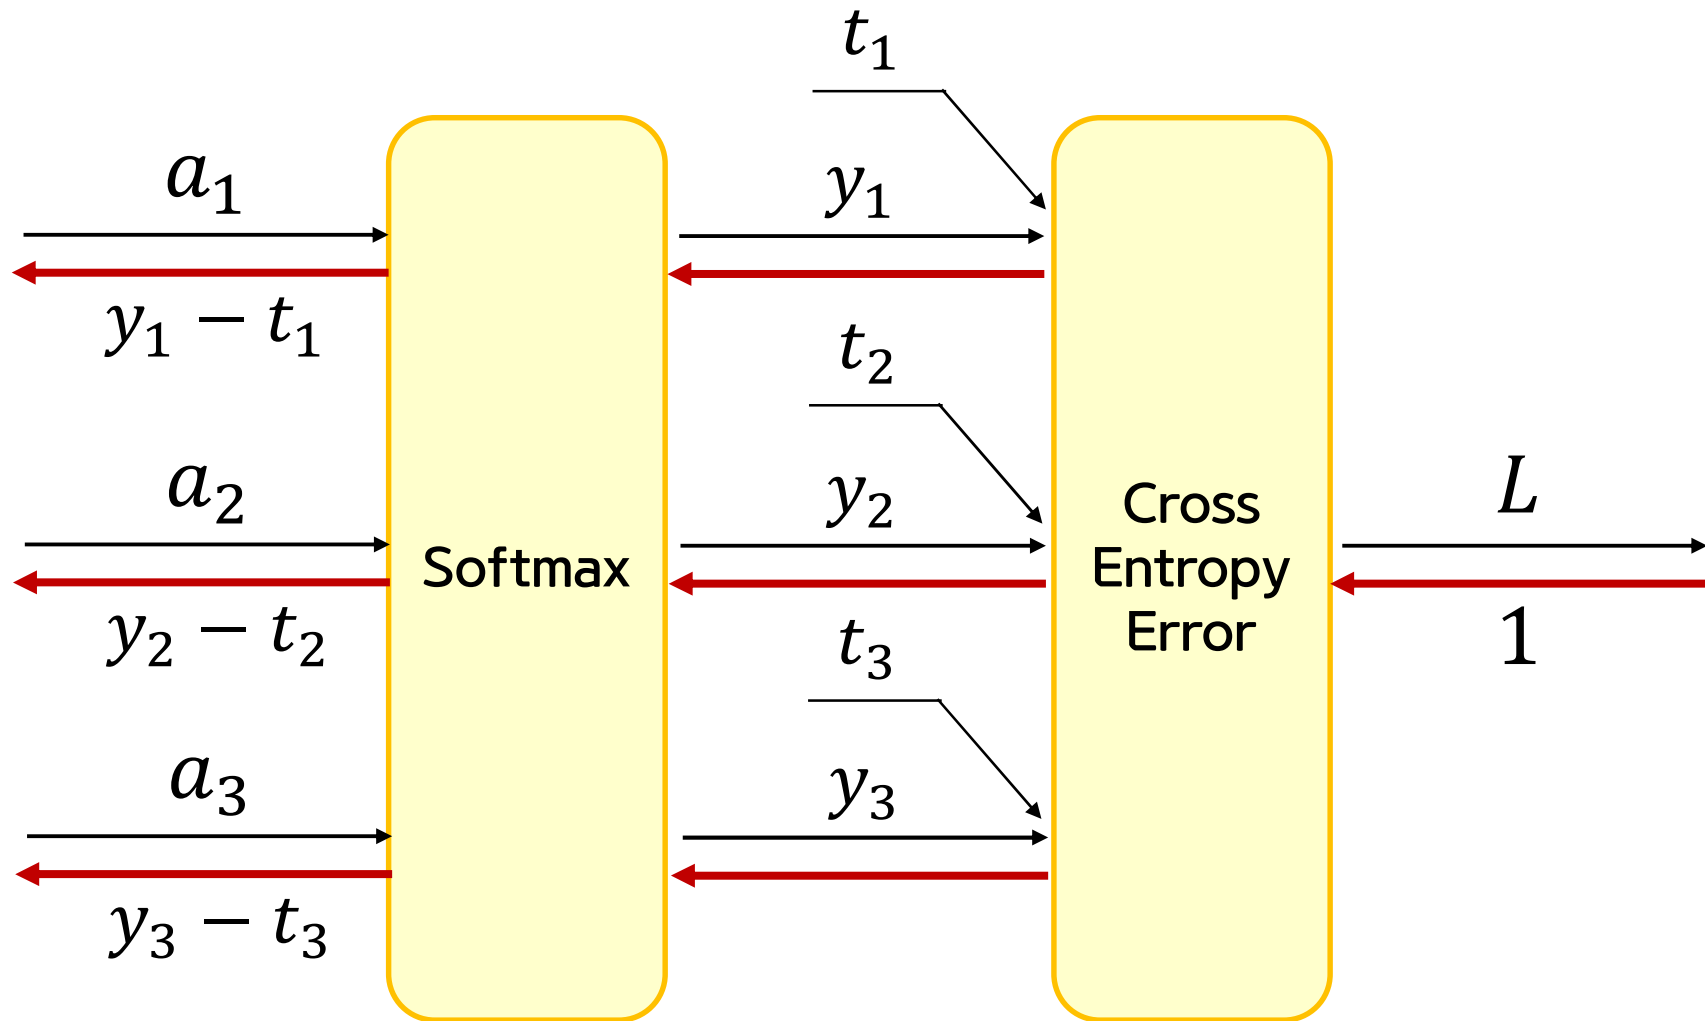 t₁
a₁
y₁
y₁ − t₁
t₂
a₂
y₂
L
Softmax
Cross
Entropy
Error
1
y₂ − t₂
t₃
a₃
y₃
y₃ − t₃